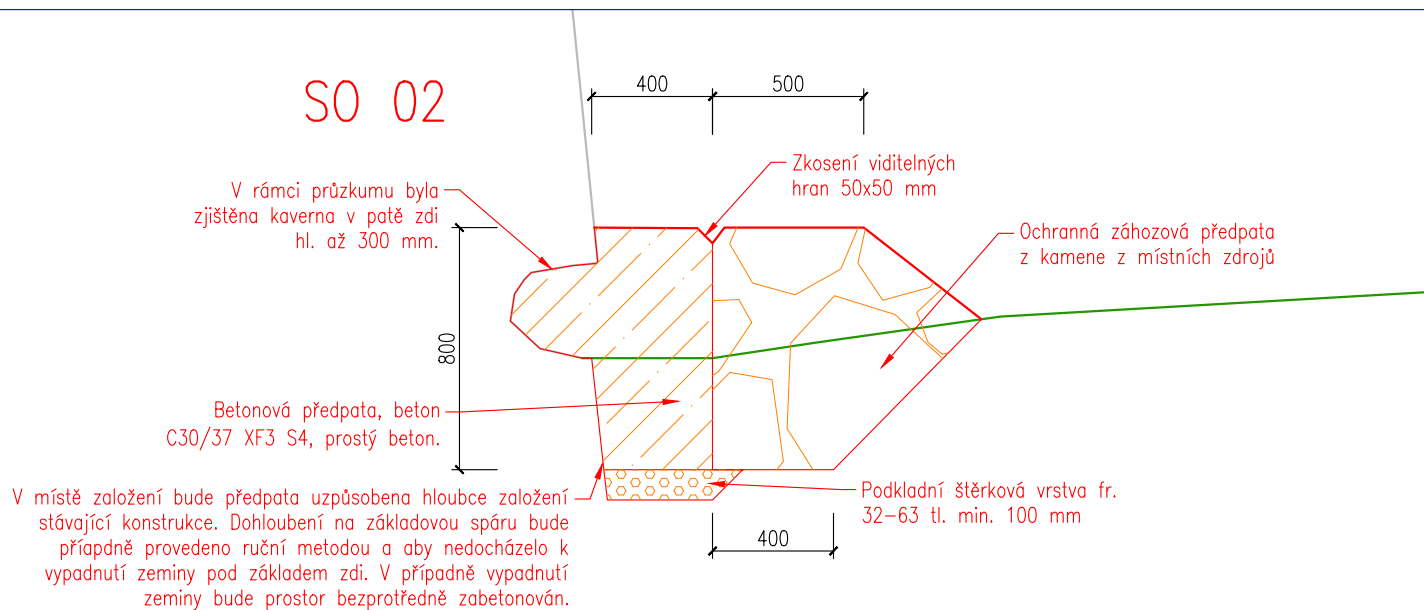 SO 02
400
500
Zkosení viditelných
hran 50x50 mm
V rámci průzkumu byla
zjištěna kaverna v patě zdi
hl. až 300 mm.
Ochranná záhozová předpata
z kamene z místních zdrojů
800
Betonová předpata, beton
C30/37 XF3 S4, prostý beton.
V místě založení bude předpata uzpůsobena hloubce založení
stávající konstrukce. Dohloubení na základovou spáru bude
příapdně provedeno ruční metodou a aby nedocházelo k
vypadnutí zeminy pod základem zdi. V případně vypadnutí
zeminy bude prostor bezprotředně zabetonován.
Podkladní štěrková vrstva fr.
32-63 tl. min. 100 mm
400